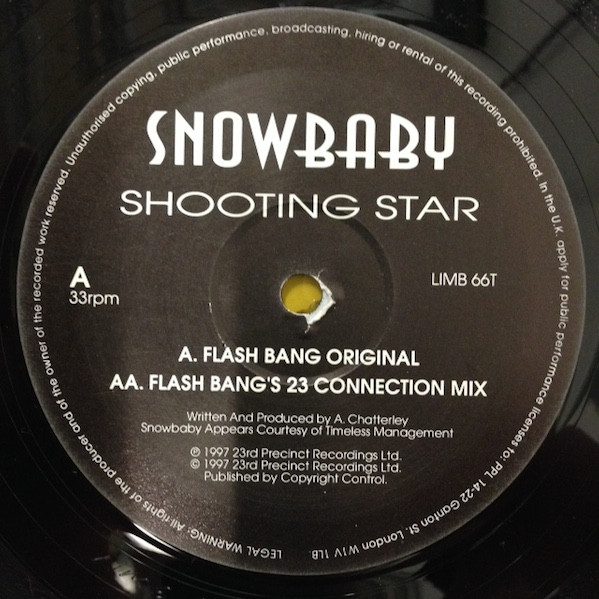 SNOWBABY
SHOOTING STAR
A
33rpm
LIMB 66T
A. FLASH BANG ORIGINAL
AA. FLASH BANG'S 23 CONNECTION MIX
Written And Produced by A. Chatterley
Snowbaby Appears Courtesy of Timeless Management
℗ 1997 23rd Precinct Recordings Ltd.
© 1997 23rd Precinct Recordings Ltd.
Published by Copyright Control.
LEGAL WARNING: All rights of the producer and of the owner of the recorded work reserved. Unauthorised copying, public performance, broadcasting, hiring or rental of this recording prohibited. In the U.K. apply for public performance licenses to: PPL 14-22 Ganton St. London W1V 1LB